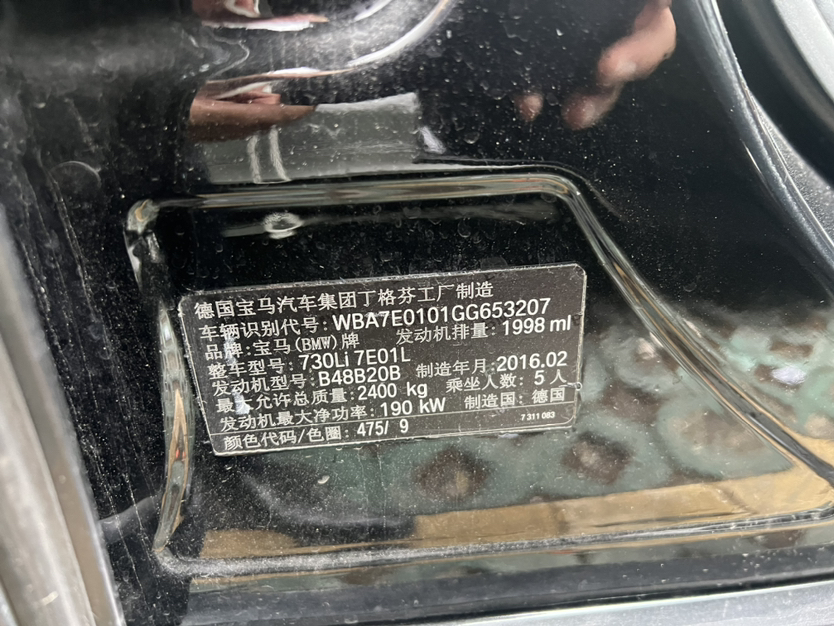 德国宝马汽车集团丁格芬工厂制造
车辆识别代号: WBA7E0101GG653207
品牌: 宝马(BMW)牌 发动机排量: 1998 ml
整车型号: 730Li 7E01L
发动机型号: B48B20B 制造年月: 2016.02
最大允许总质量: 2400 kg 乘坐人数: 5 人
发动机最大净功率: 190 kW 制造国: 德国
颜色代码/色圈: 475/ 9 7 311 083